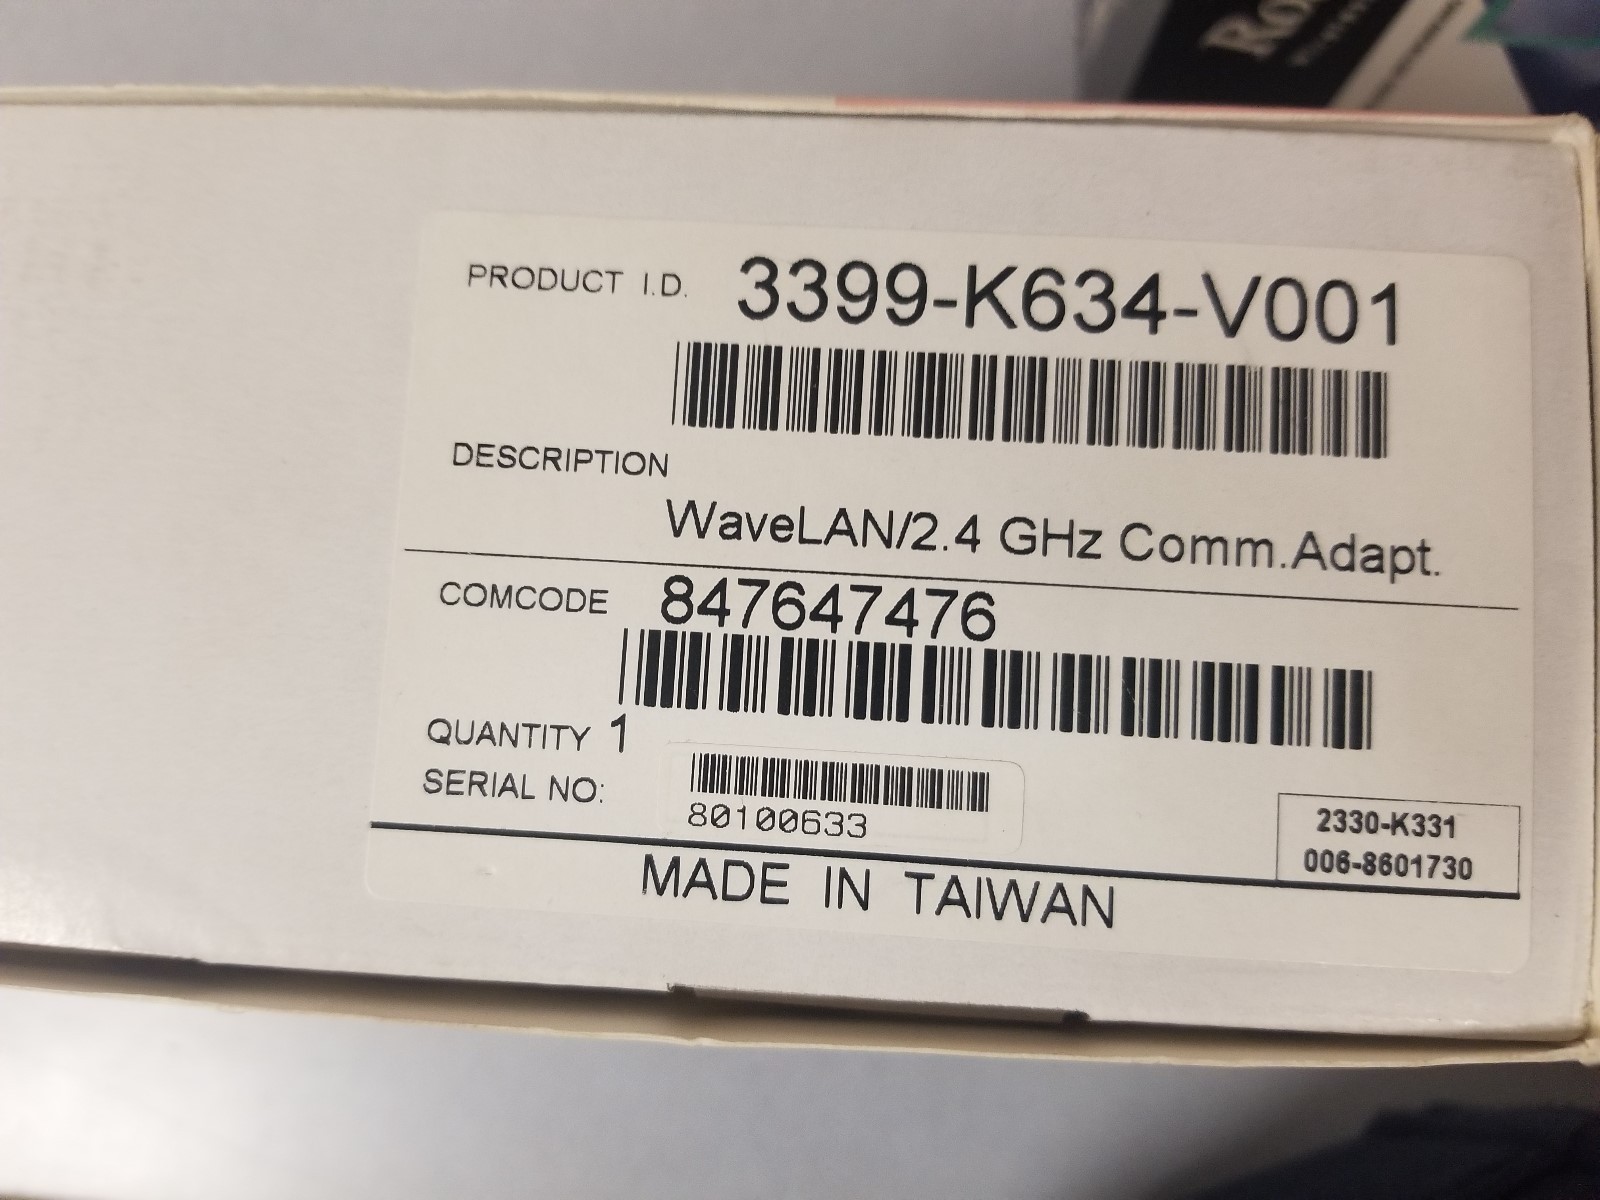 PRODUCT I.D. 3399-K634-V001
DESCRIPTION
WaveLAN/2.4 GHz Comm.Adapt.
COMCODE 847647476
QUANTITY 1
SERIAL NO:
80100633
2330-K331
006-8601730
MADE IN TAIWAN